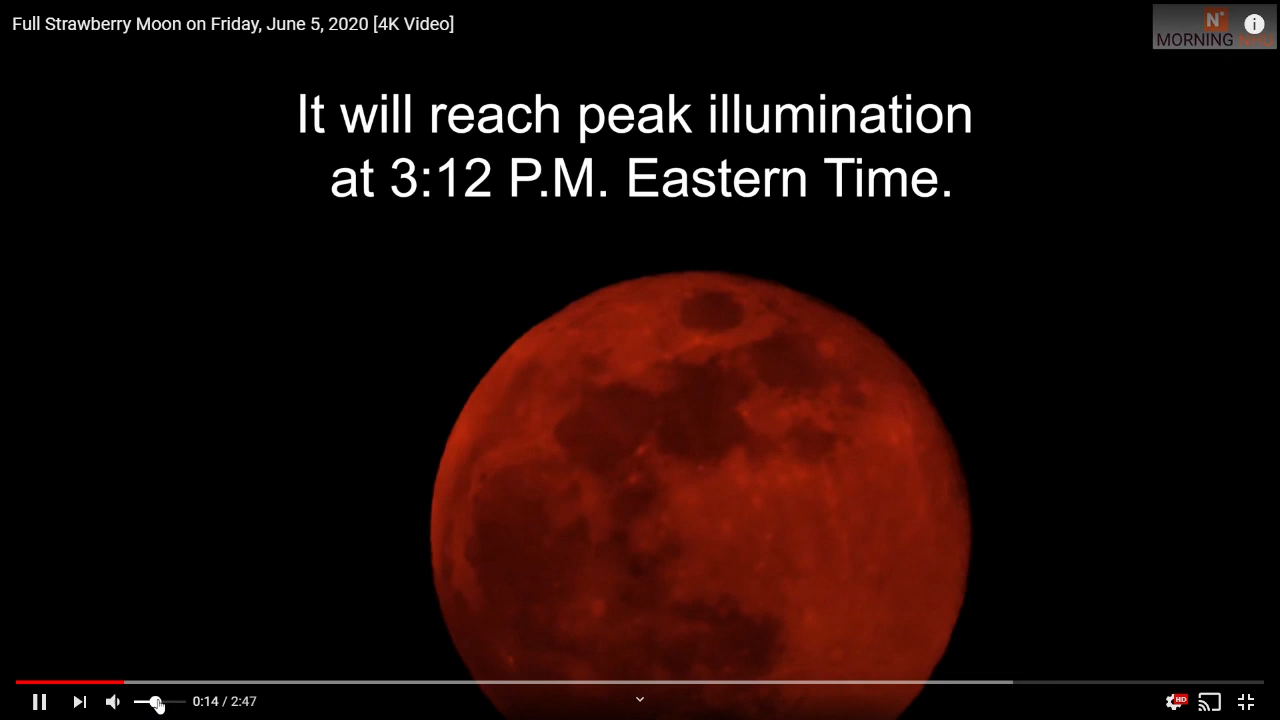 Full Strawberry Moon on Friday, June 5, 2020 [4K Video]
N
MORNING
It will reach peak illumination
at 3:12 P.M. Eastern Time.
0:14 / 2:47
HD